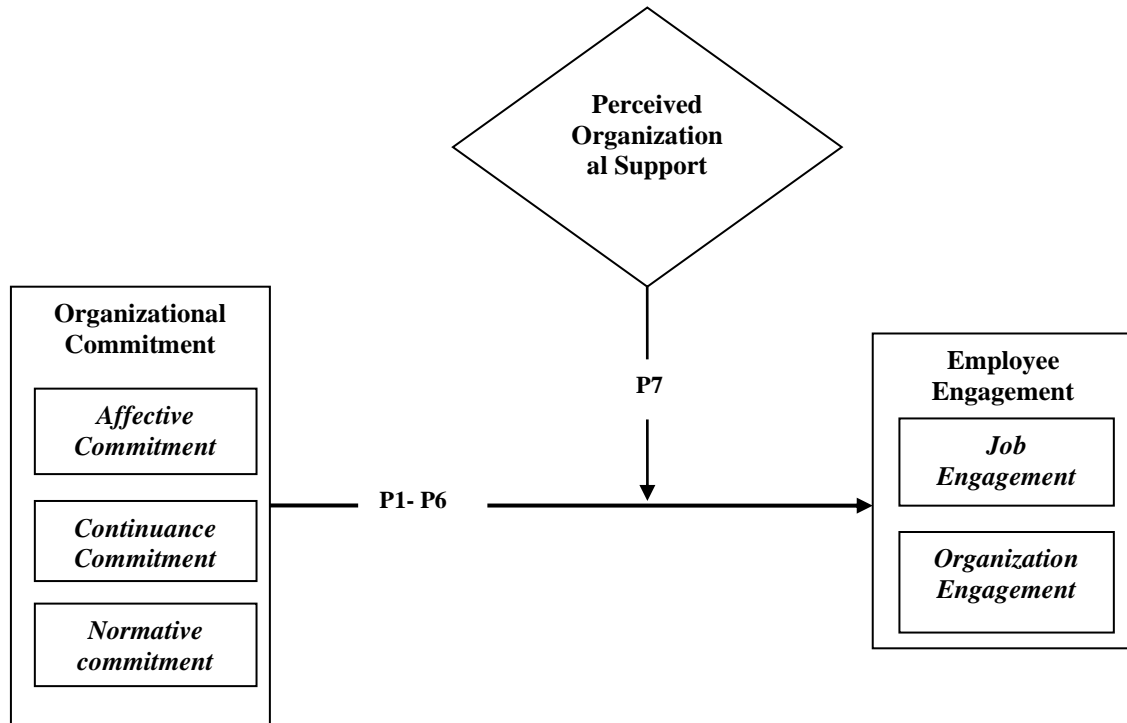 Perceived
Organization
al Support
Organizational
Commitment
Affective
Commitment
Continuance
Commitment
Normative
commitment
P1- P6
P7
Employee
Engagement
Job
Engagement
Organization
Engagement